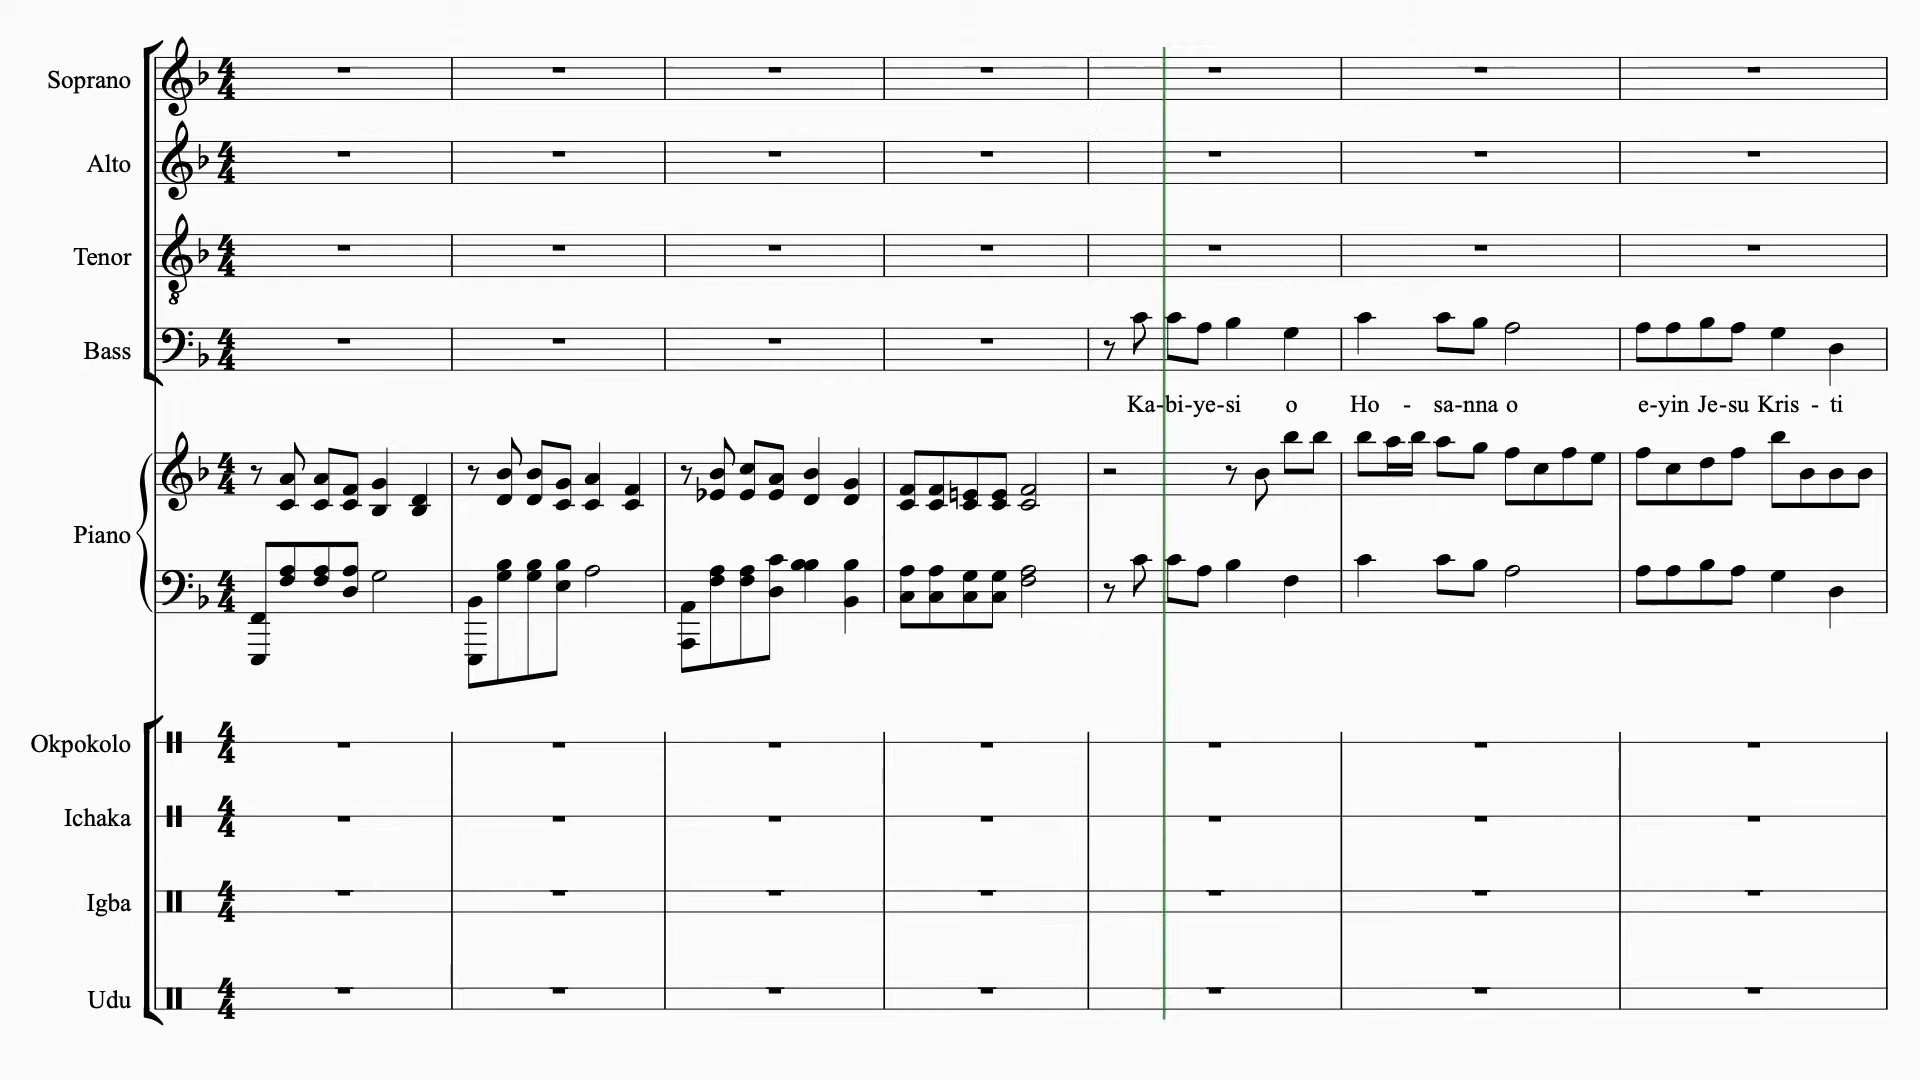 Soprano
Alto
Tenor
Bass
Ka-bi-ye-si o Ho - sa-nna o e-yin Je-su Kris - ti
Piano
Okpokolo
Ichaka
Igba
Udu